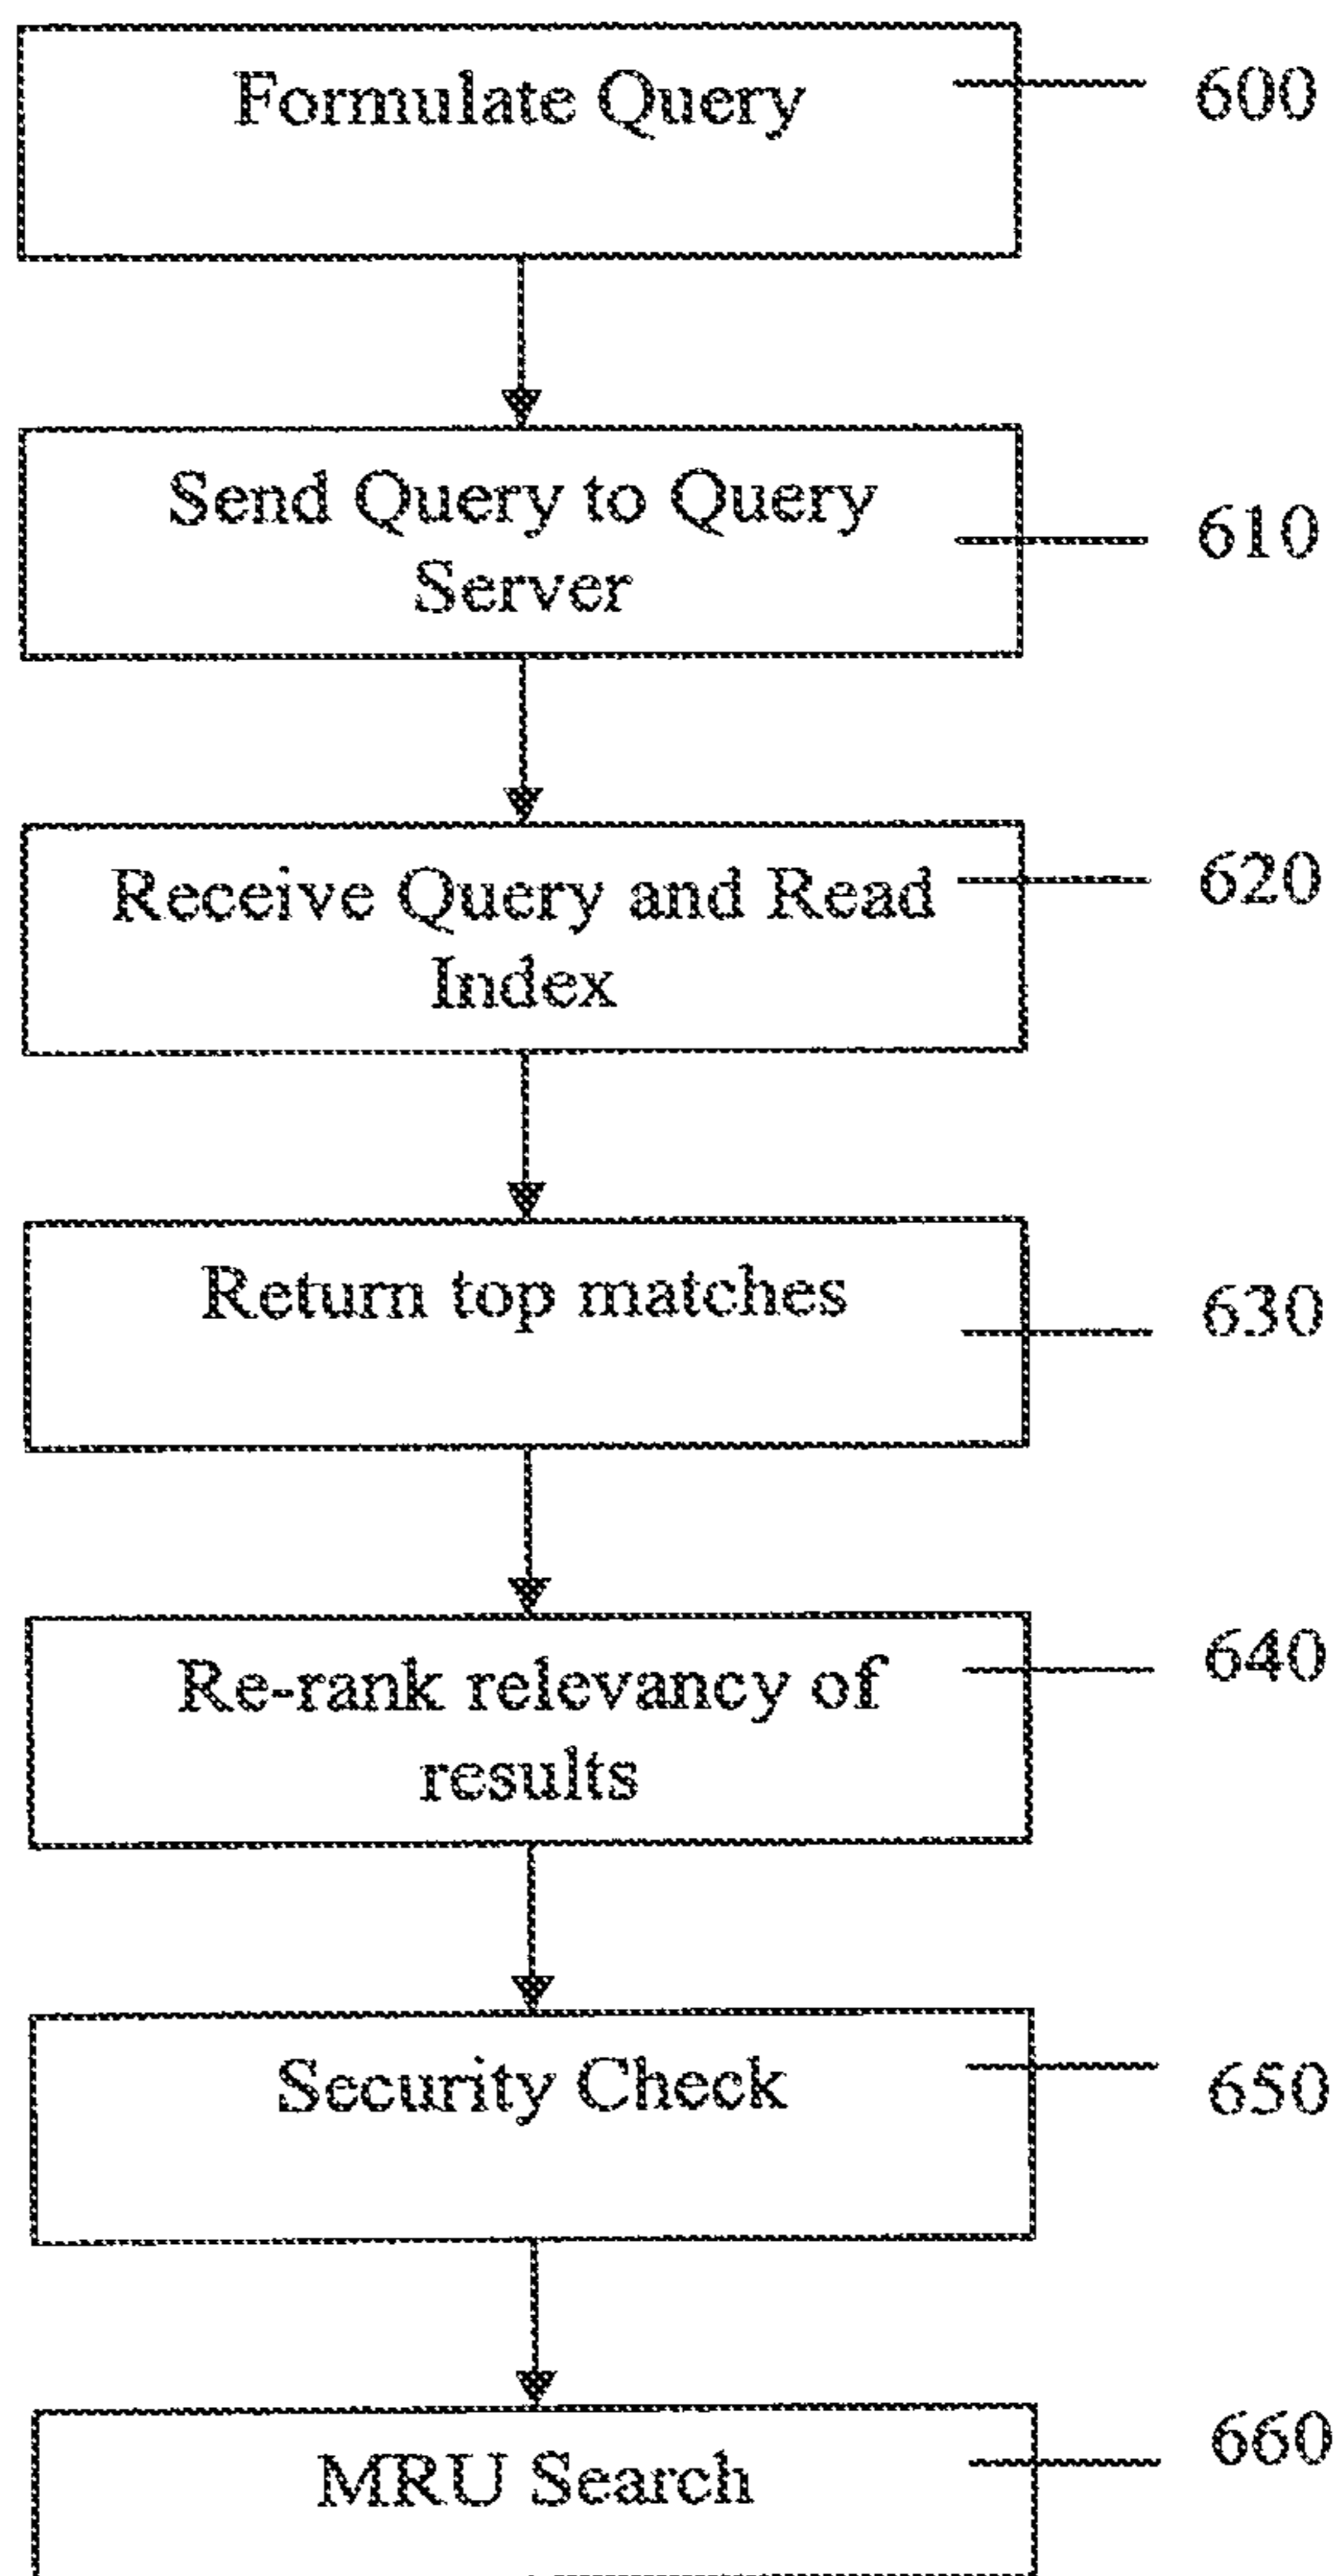 Formulate Query
600
Send Query to Query
Server
610
Receive Query and Read
Index
620
Return top matches
630
Re-rank relevancy of
results
640
Security Check
650
MRU Search
660